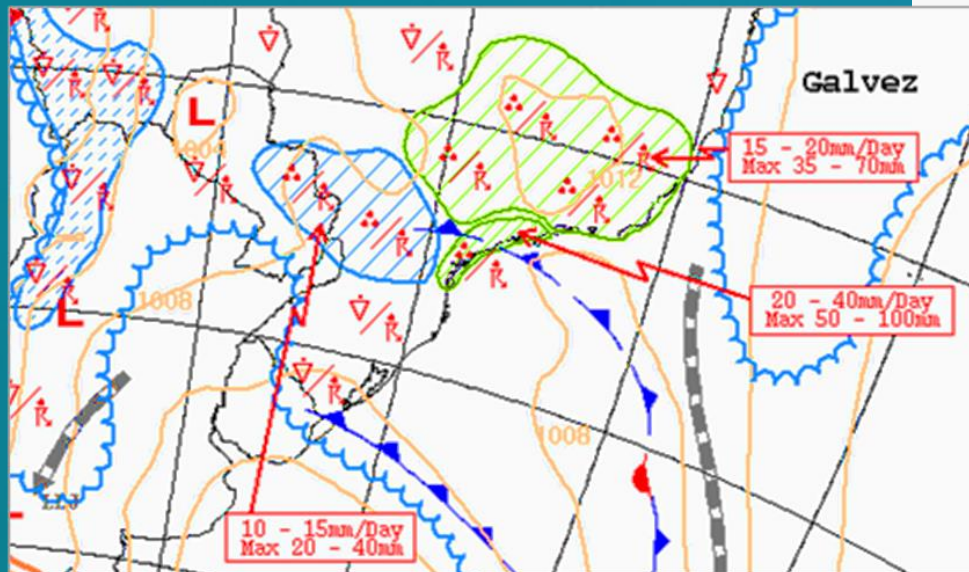 Galvez
L
1004
15 - 20mm/Day
Max 35 - 70mm
1012
1008
L
20 - 40mm/Day
Max 50 - 100mm
1008
LLJ
10 - 15mm/Day
Max 20 - 40mm